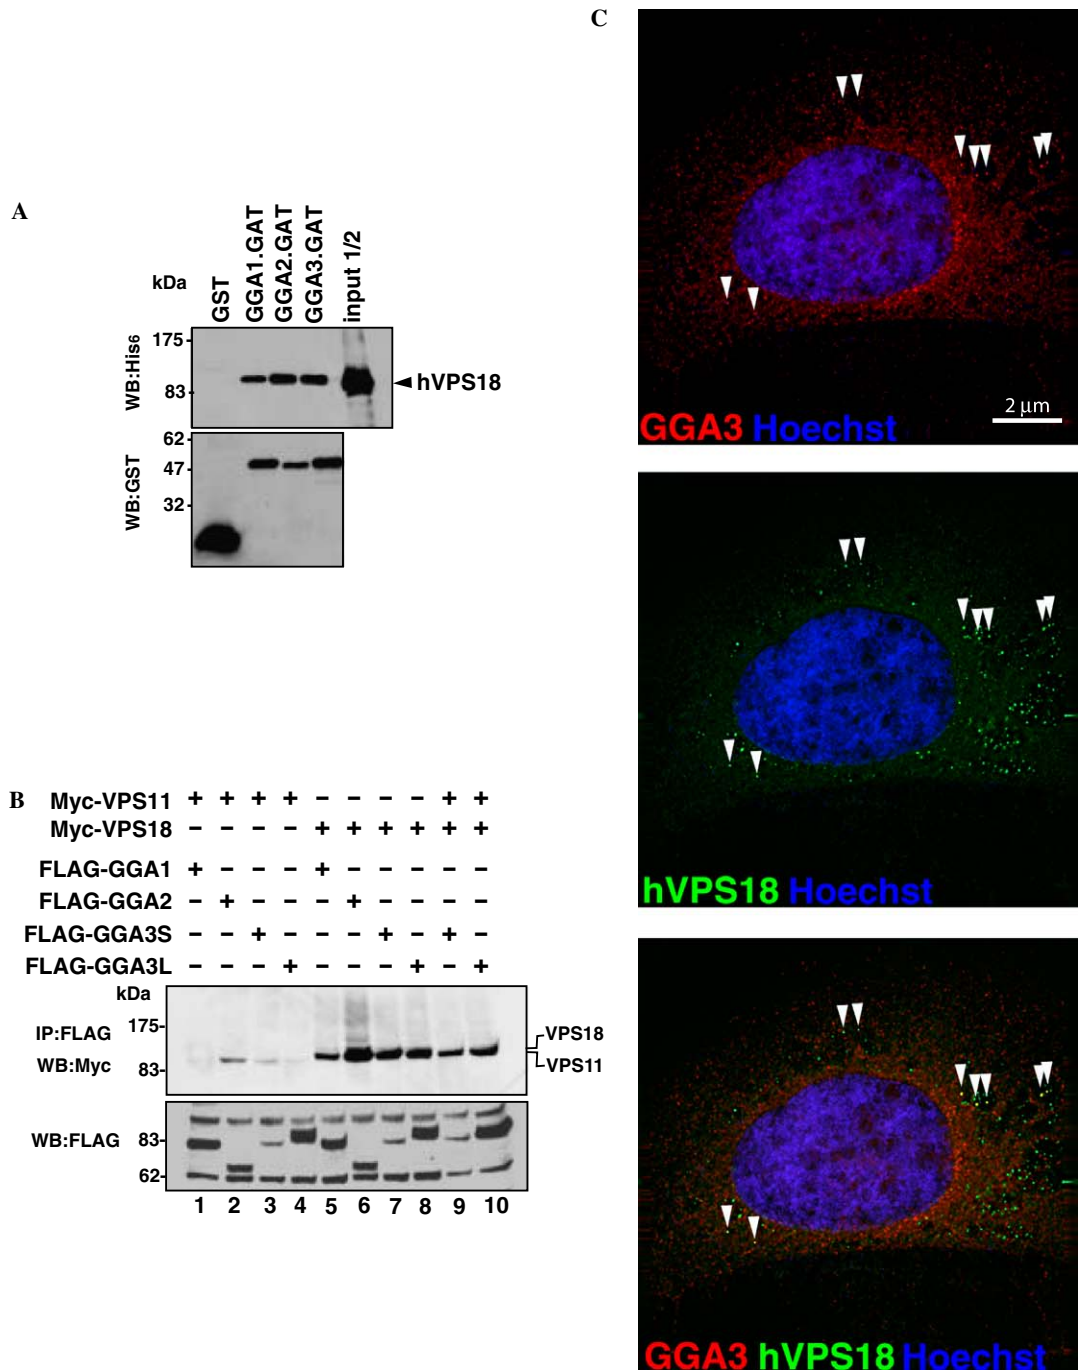 A
GST
GGA1.GAT
GGA2.GAT
GGA3.GAT
input 1/2
kDa
WB:His6
175-
83-
hVPS18
WB:GST
62-
47-
32-
B
Myc-VPS11 + + + + − − − − + +
Myc-VPS18 − − − − + + + + + +
FLAG-GGA1 + − − − + − − − − −
FLAG-GGA2 − + − − − + − − − −
FLAG-GGA3S − − + − − − + − + −
FLAG-GGA3L − − − + − − − + − +
kDa
IP:FLAG
WB:Myc
175-
83-
VPS18
VPS11
WB:FLAG
83-
62-
1 2 3 4 5 6 7 8 9 10
C
2 µm
GGA3 Hoechst
hVPS18 Hoechst
GGA3 hVPS18 Hoechst